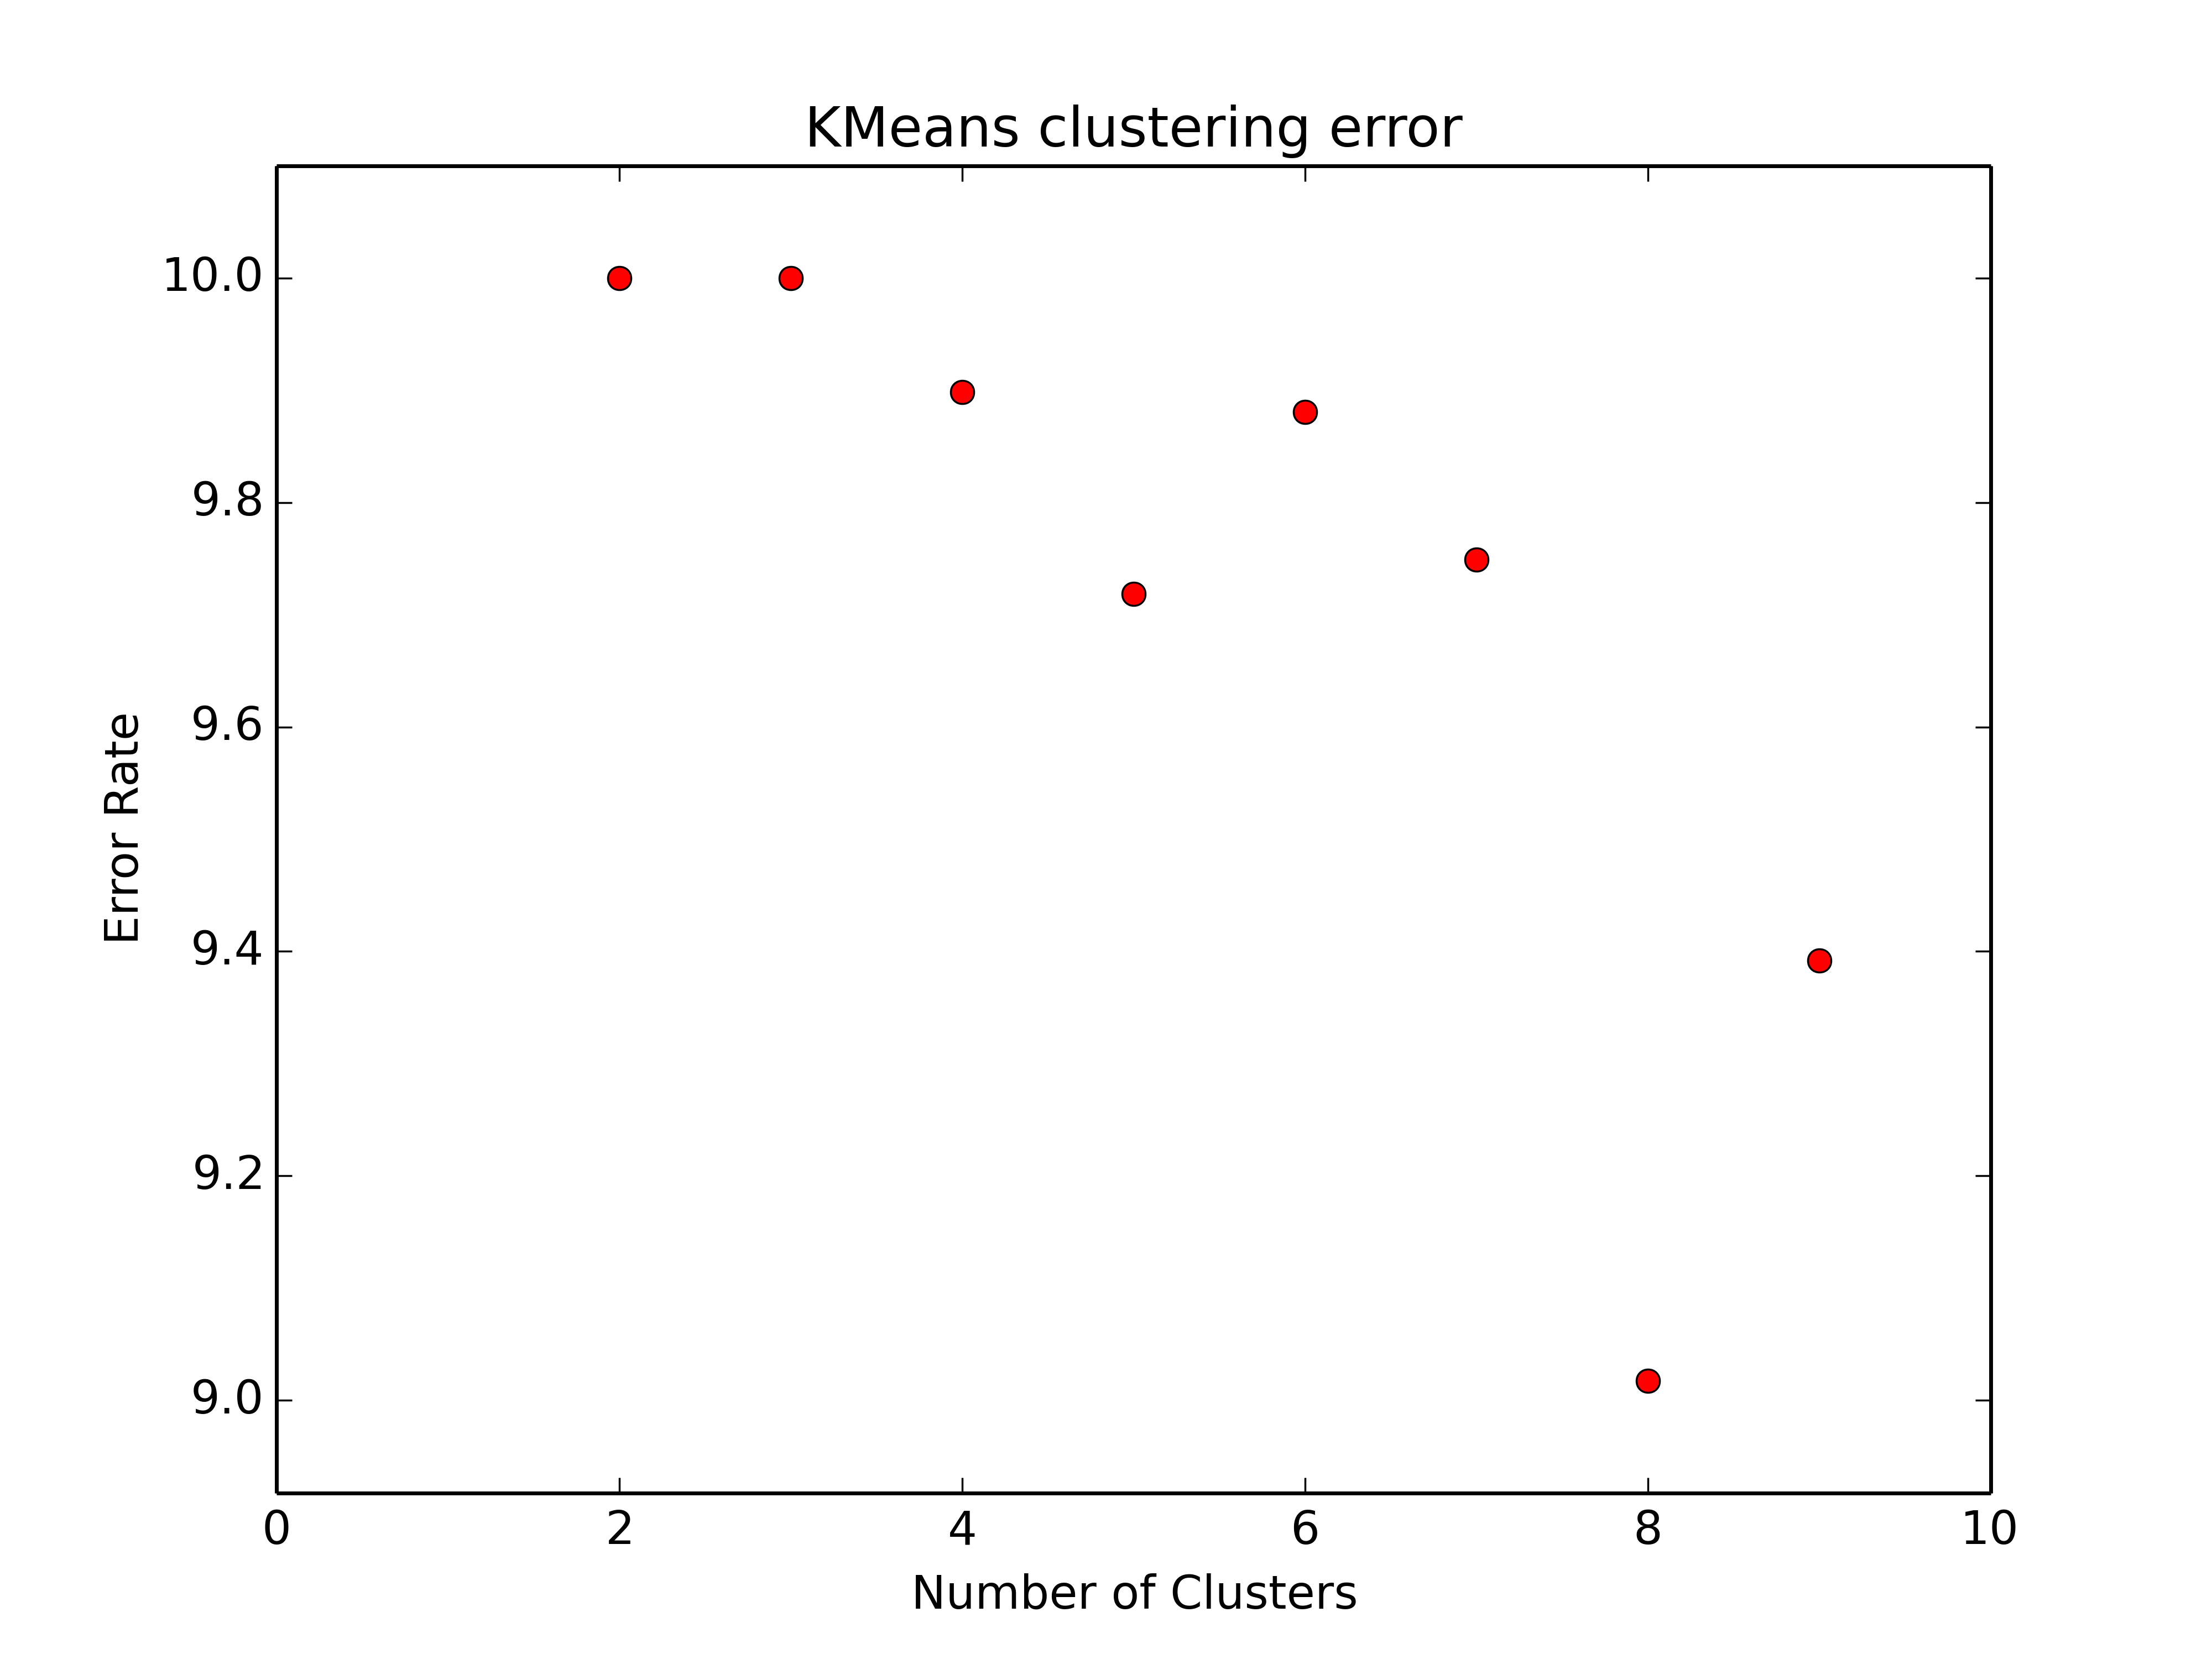 KMeans clustering error
10.0
9.8
9.6
9.4
9.2
9.0
Error Rate
0 2 4 6 8 10
Number of Clusters